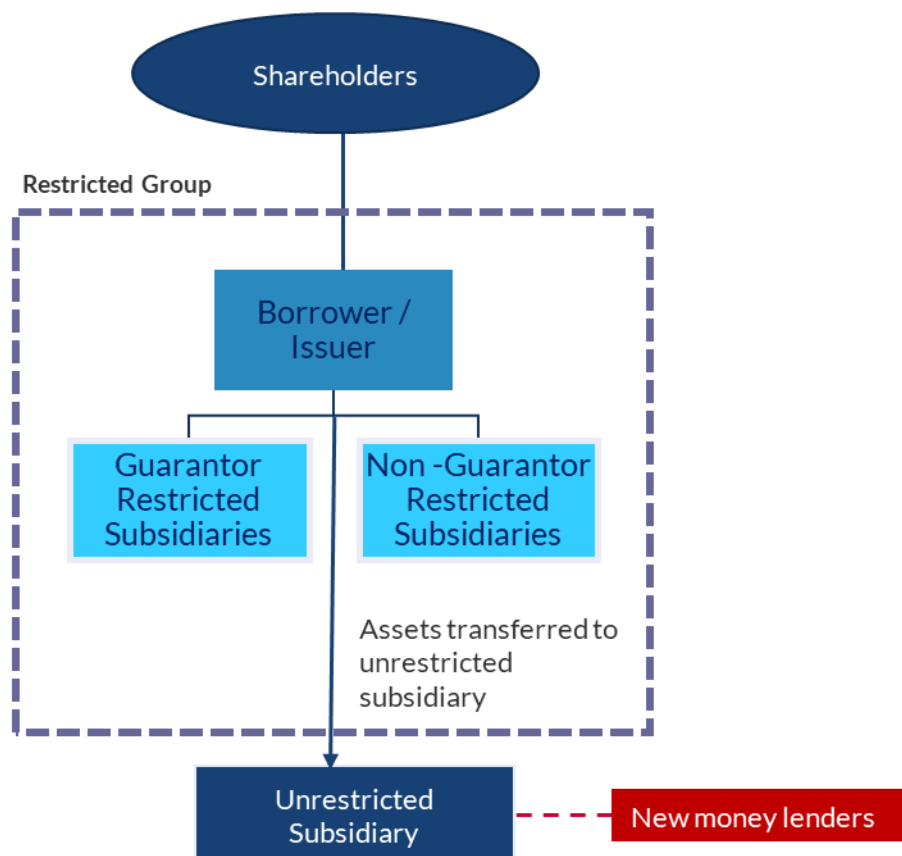 Shareholders
Restricted Group
Borrower /
Issuer
Guarantor
Restricted
Subsidiaries
Non -Guarantor
Restricted
Subsidiaries
Assets transferred to
unrestricted
subsidiary
Unrestricted
Subsidiary
New money lenders